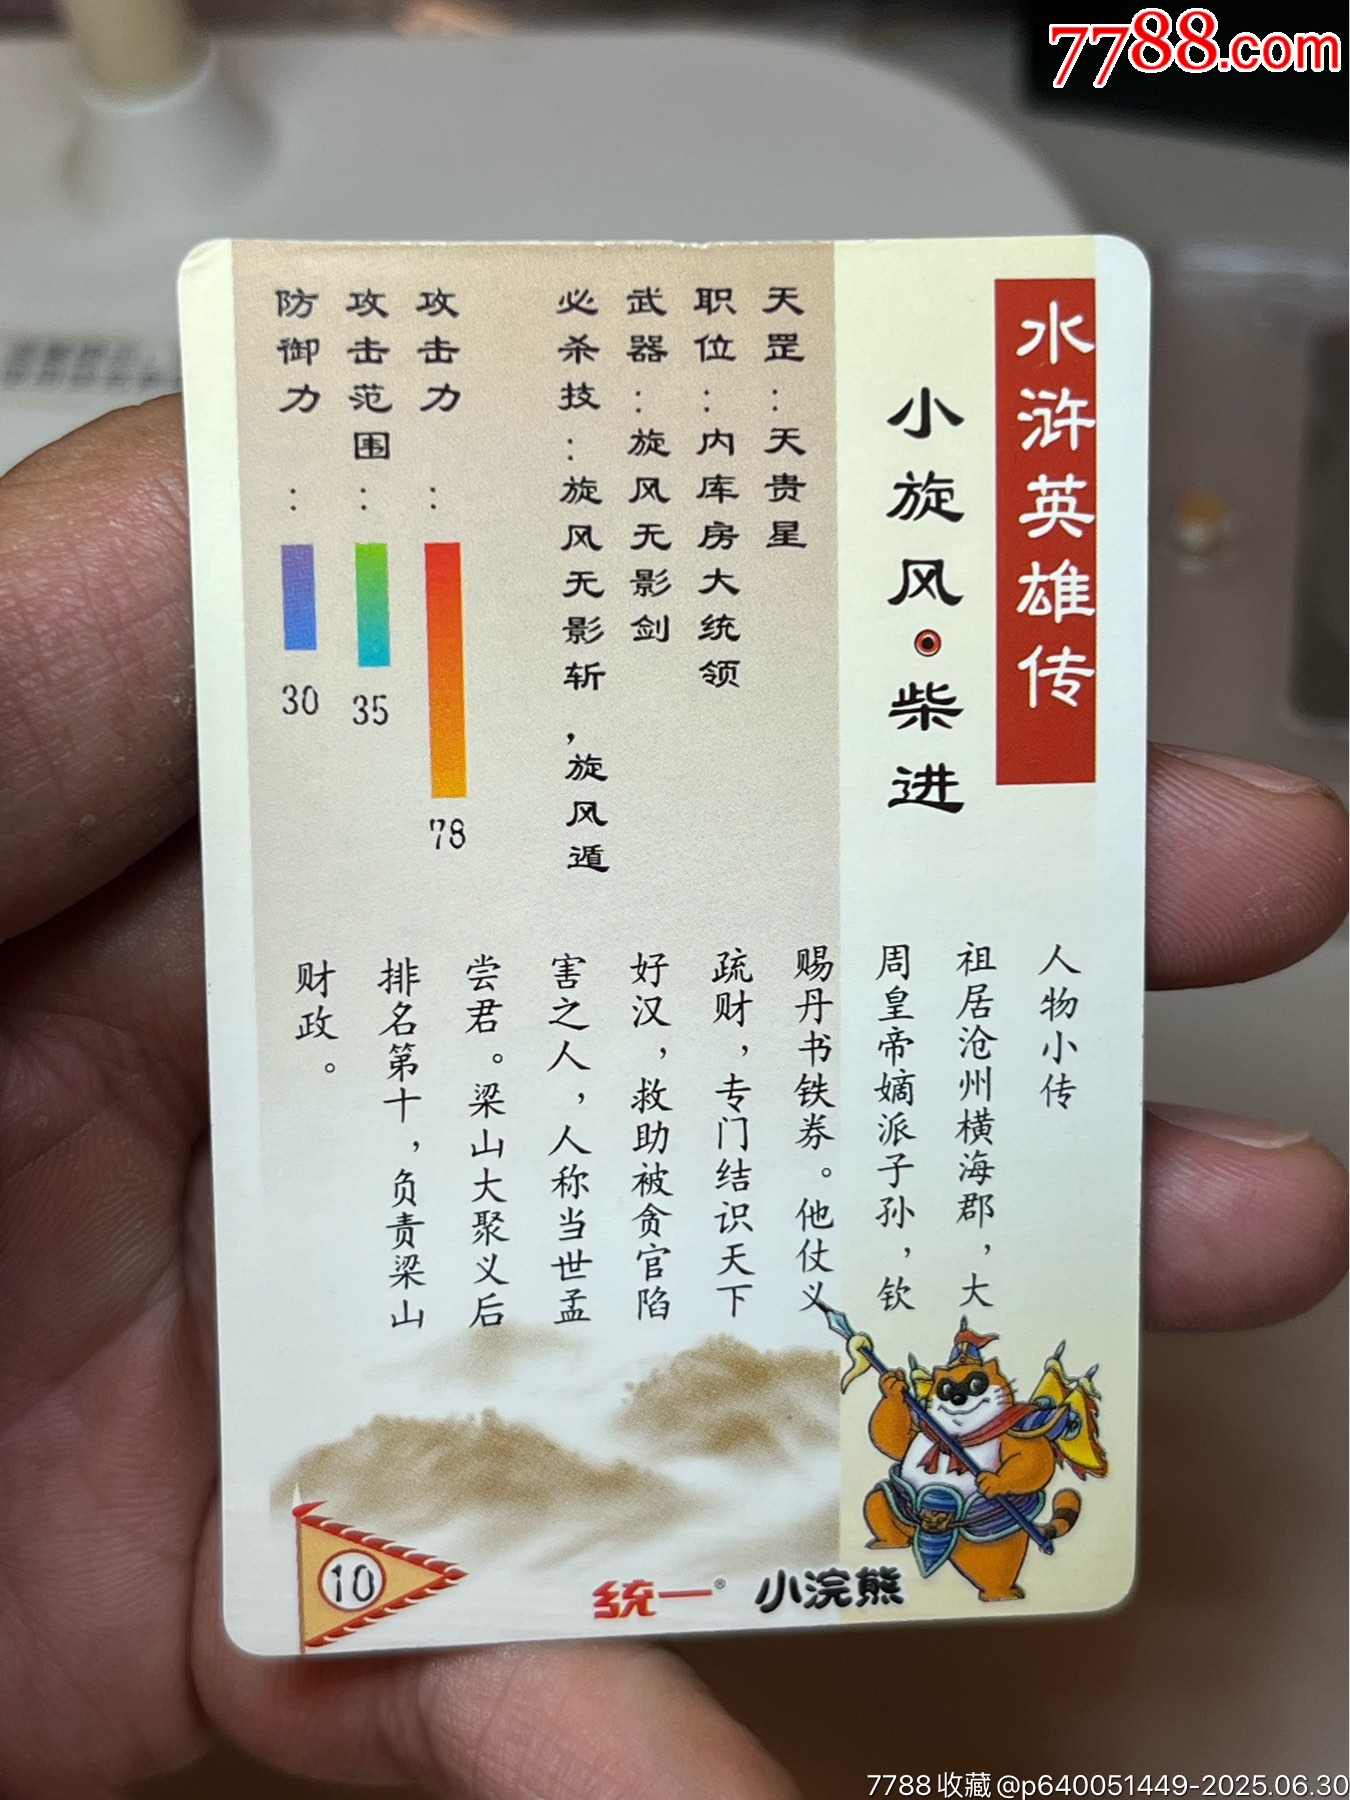 7788.com
水浒英雄传
小旋风·柴进
天罡：天贵星
职位：内库房大统领
武器：旋风无影剑
必杀技：旋风无影斩，旋风遁
攻击力：
78
攻击范围：
35
防御力：
30
人物小传
祖居沧州横海郡，大
周皇帝嫡派子孙，钦
赐丹书铁券。他仗义
疏财，专门结识天下
好汉，救助被贪官陷
害之人，人称当世孟
尝君。梁山大聚义后
排名第十，负责梁山
财政。
10
统一® 小浣熊
7788收藏@p640051449-2025.06.30